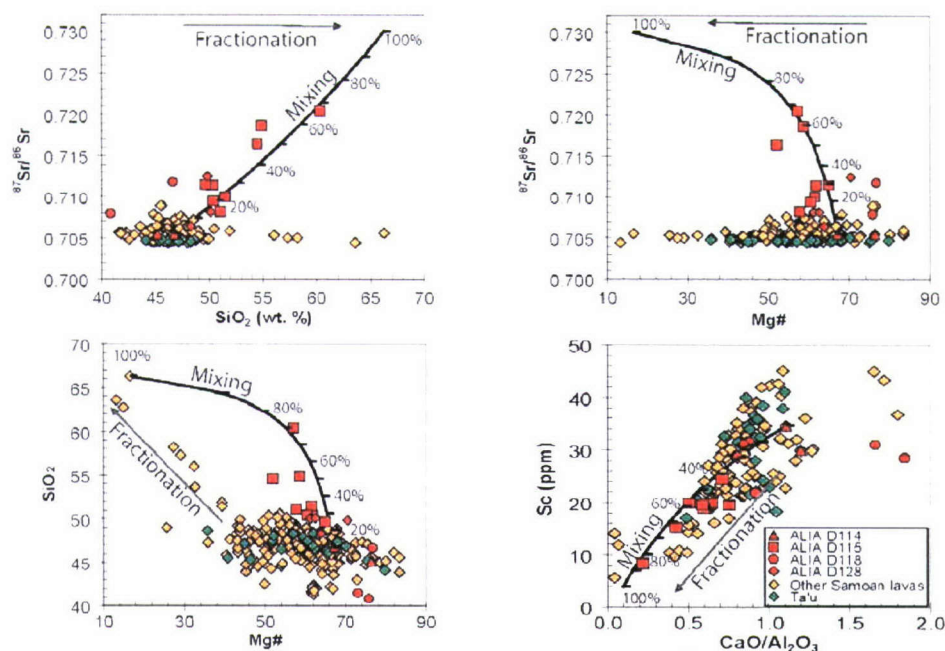 0.730
0.725
0.720
0.715
0.710
0.705
0.700
87Sr/86Sr
Fractionation
Mixing
100%
80%
60%
40%
20%
40 45 50 55 60 65 70
SiO2 (wt. %)
0.730
0.725
0.720
0.715
0.710
0.705
0.700
87Sr/86Sr
100%
Fractionation
Mixing
80%
60%
40%
20%
10 30 50 70 90
Mg#
70
65
60
55
50
45
40
SiO2
100%
Mixing
80%
Fractionation
60%
40%
20%
10 30 50 70 90
Mg#
50
40
30
20
10
0
Sc (ppm)
40%
60%
Mixing
80%
100%
Fractionation
ALIA D114
ALIA D115
ALIA D118
ALIA D128
Other Samoan lavas
Ta'u
0.0 0.5 1.0 1.5 2.0
CaO/Al2O3